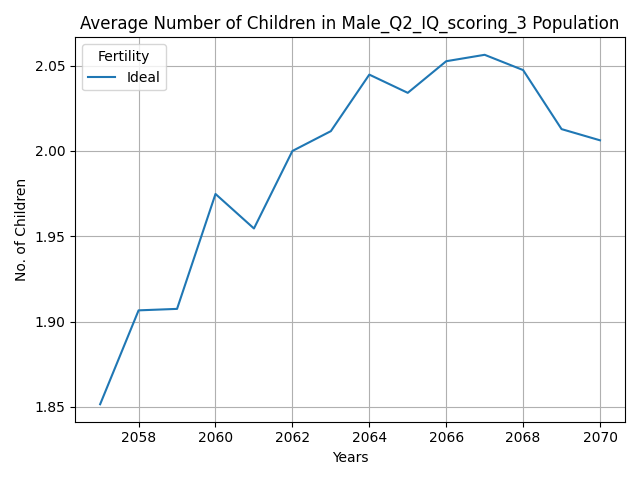 Average Number of Children in Male_Q2_IQ_scoring_3 Population
Fertility
Ideal
No. of Children
2.05
2.00
1.95
1.90
1.85
2058 2060 2062 2064 2066 2068 2070
Years